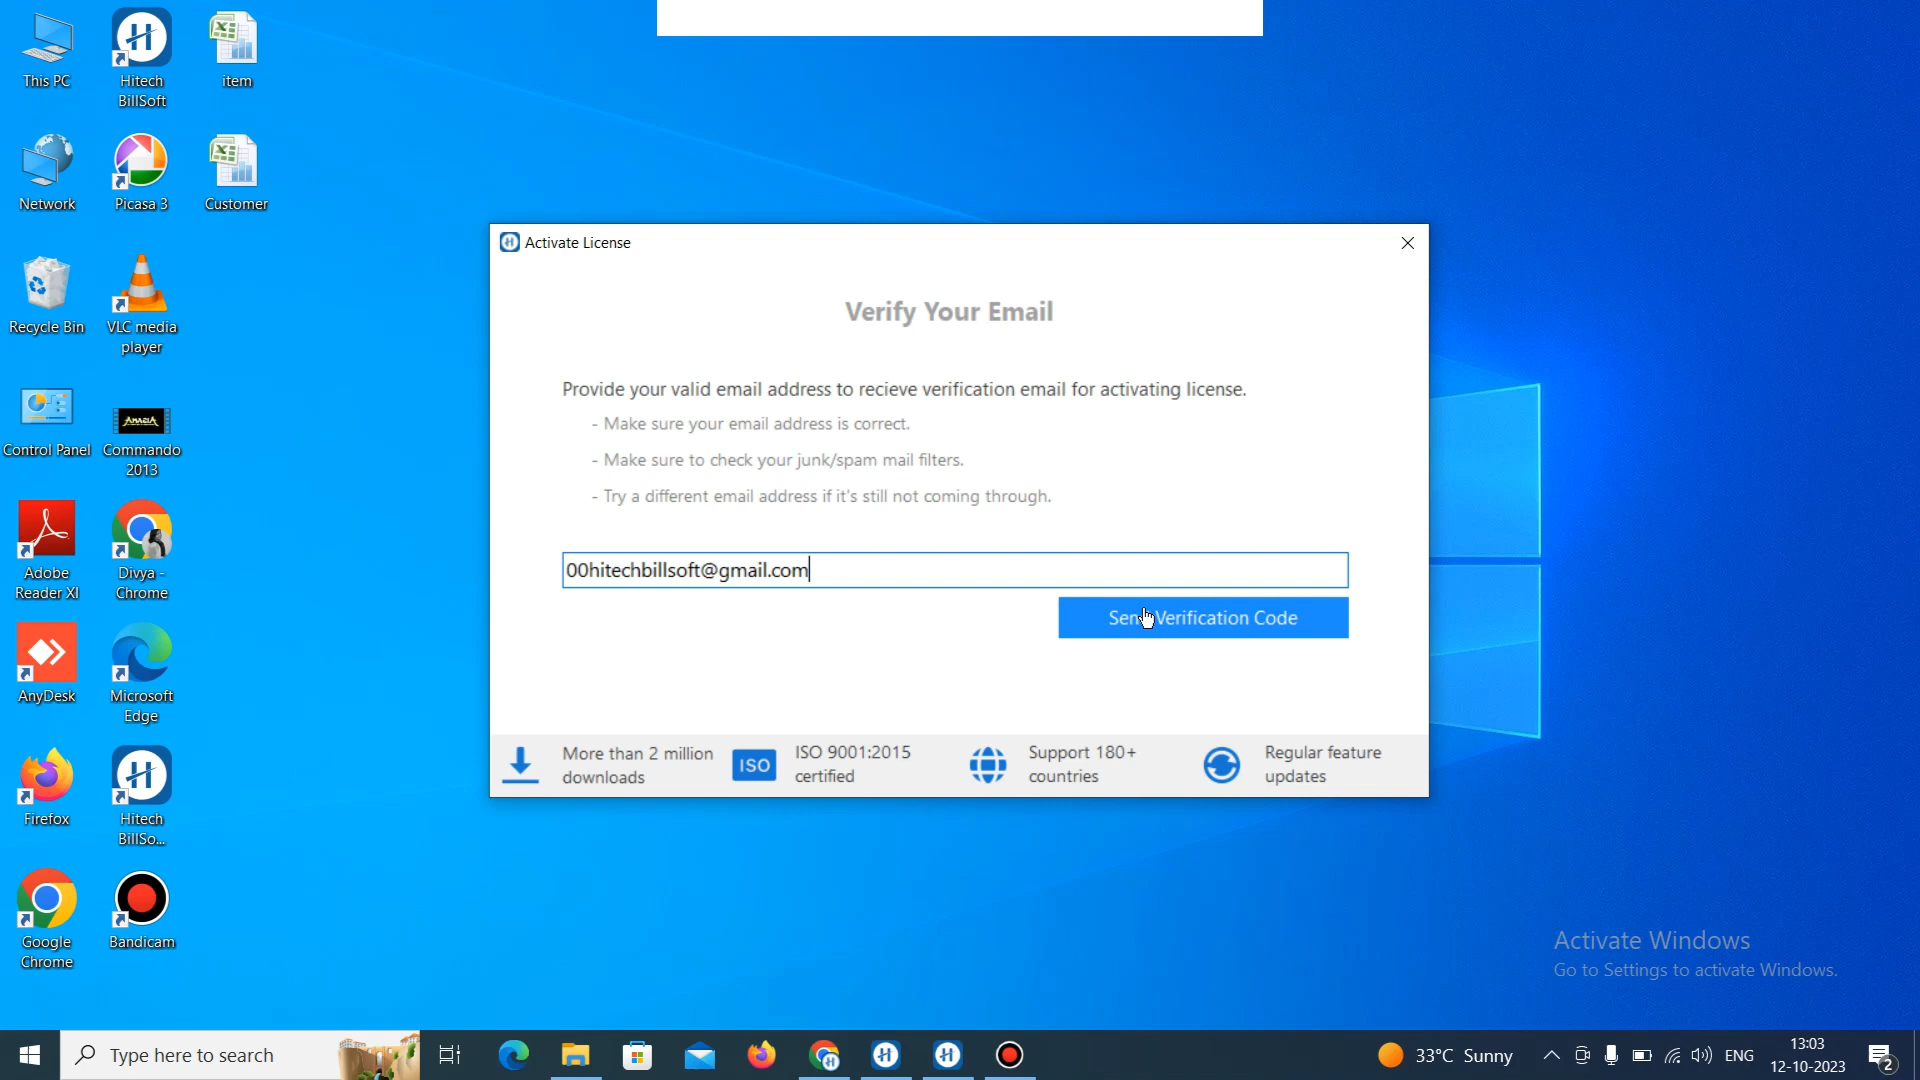 This PC
Hitech
BillSoft
item
Network
Picasa 3
Customer
Recycle Bin
VLC media
player
Control Panel
Commando
2013
Adobe
Reader XI
Divya -
Chrome
AnyDesk
Microsoft
Edge
Firefox
Hitech
BillSo...
Google
Chrome
Bandicam
Activate License
Verify Your Email
Provide your valid email address to recieve verification email for activating license.
- Make sure your email address is correct.
- Make sure to check your junk/spam mail filters.
- Try a different email address if it's still not coming through.
00hitechbillsoft@gmail.com
Send Verification Code
More than 2 million
downloads
ISO
ISO 9001:2015
certified
Support 180+
countries
Regular feature
updates
Activate Windows
Go to Settings to activate Windows.
Type here to search
33°C Sunny
ENG
13:03
12-10-2023
2